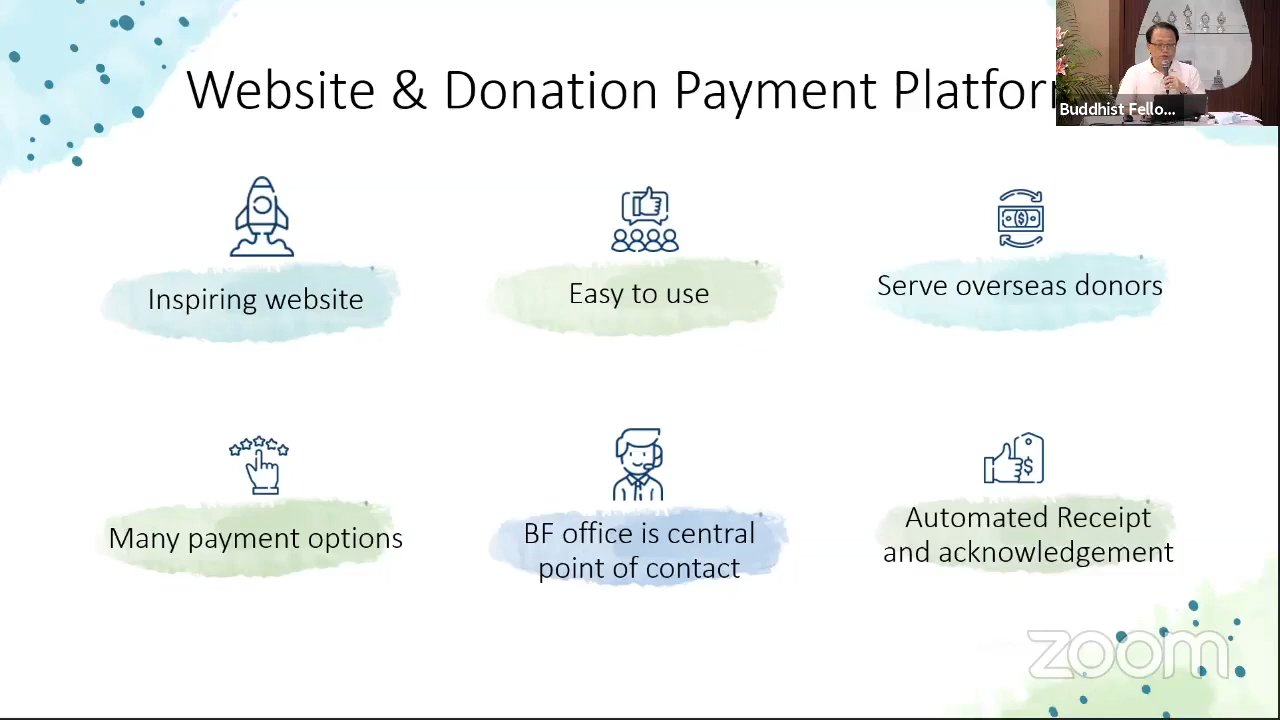 Website & Donation Payment Platfor
Buddhist Fello...
Inspiring website
Easy to use
Serve overseas donors
Many payment options
BF office is central
point of contact
Automated Receipt
and acknowledgement
zoom